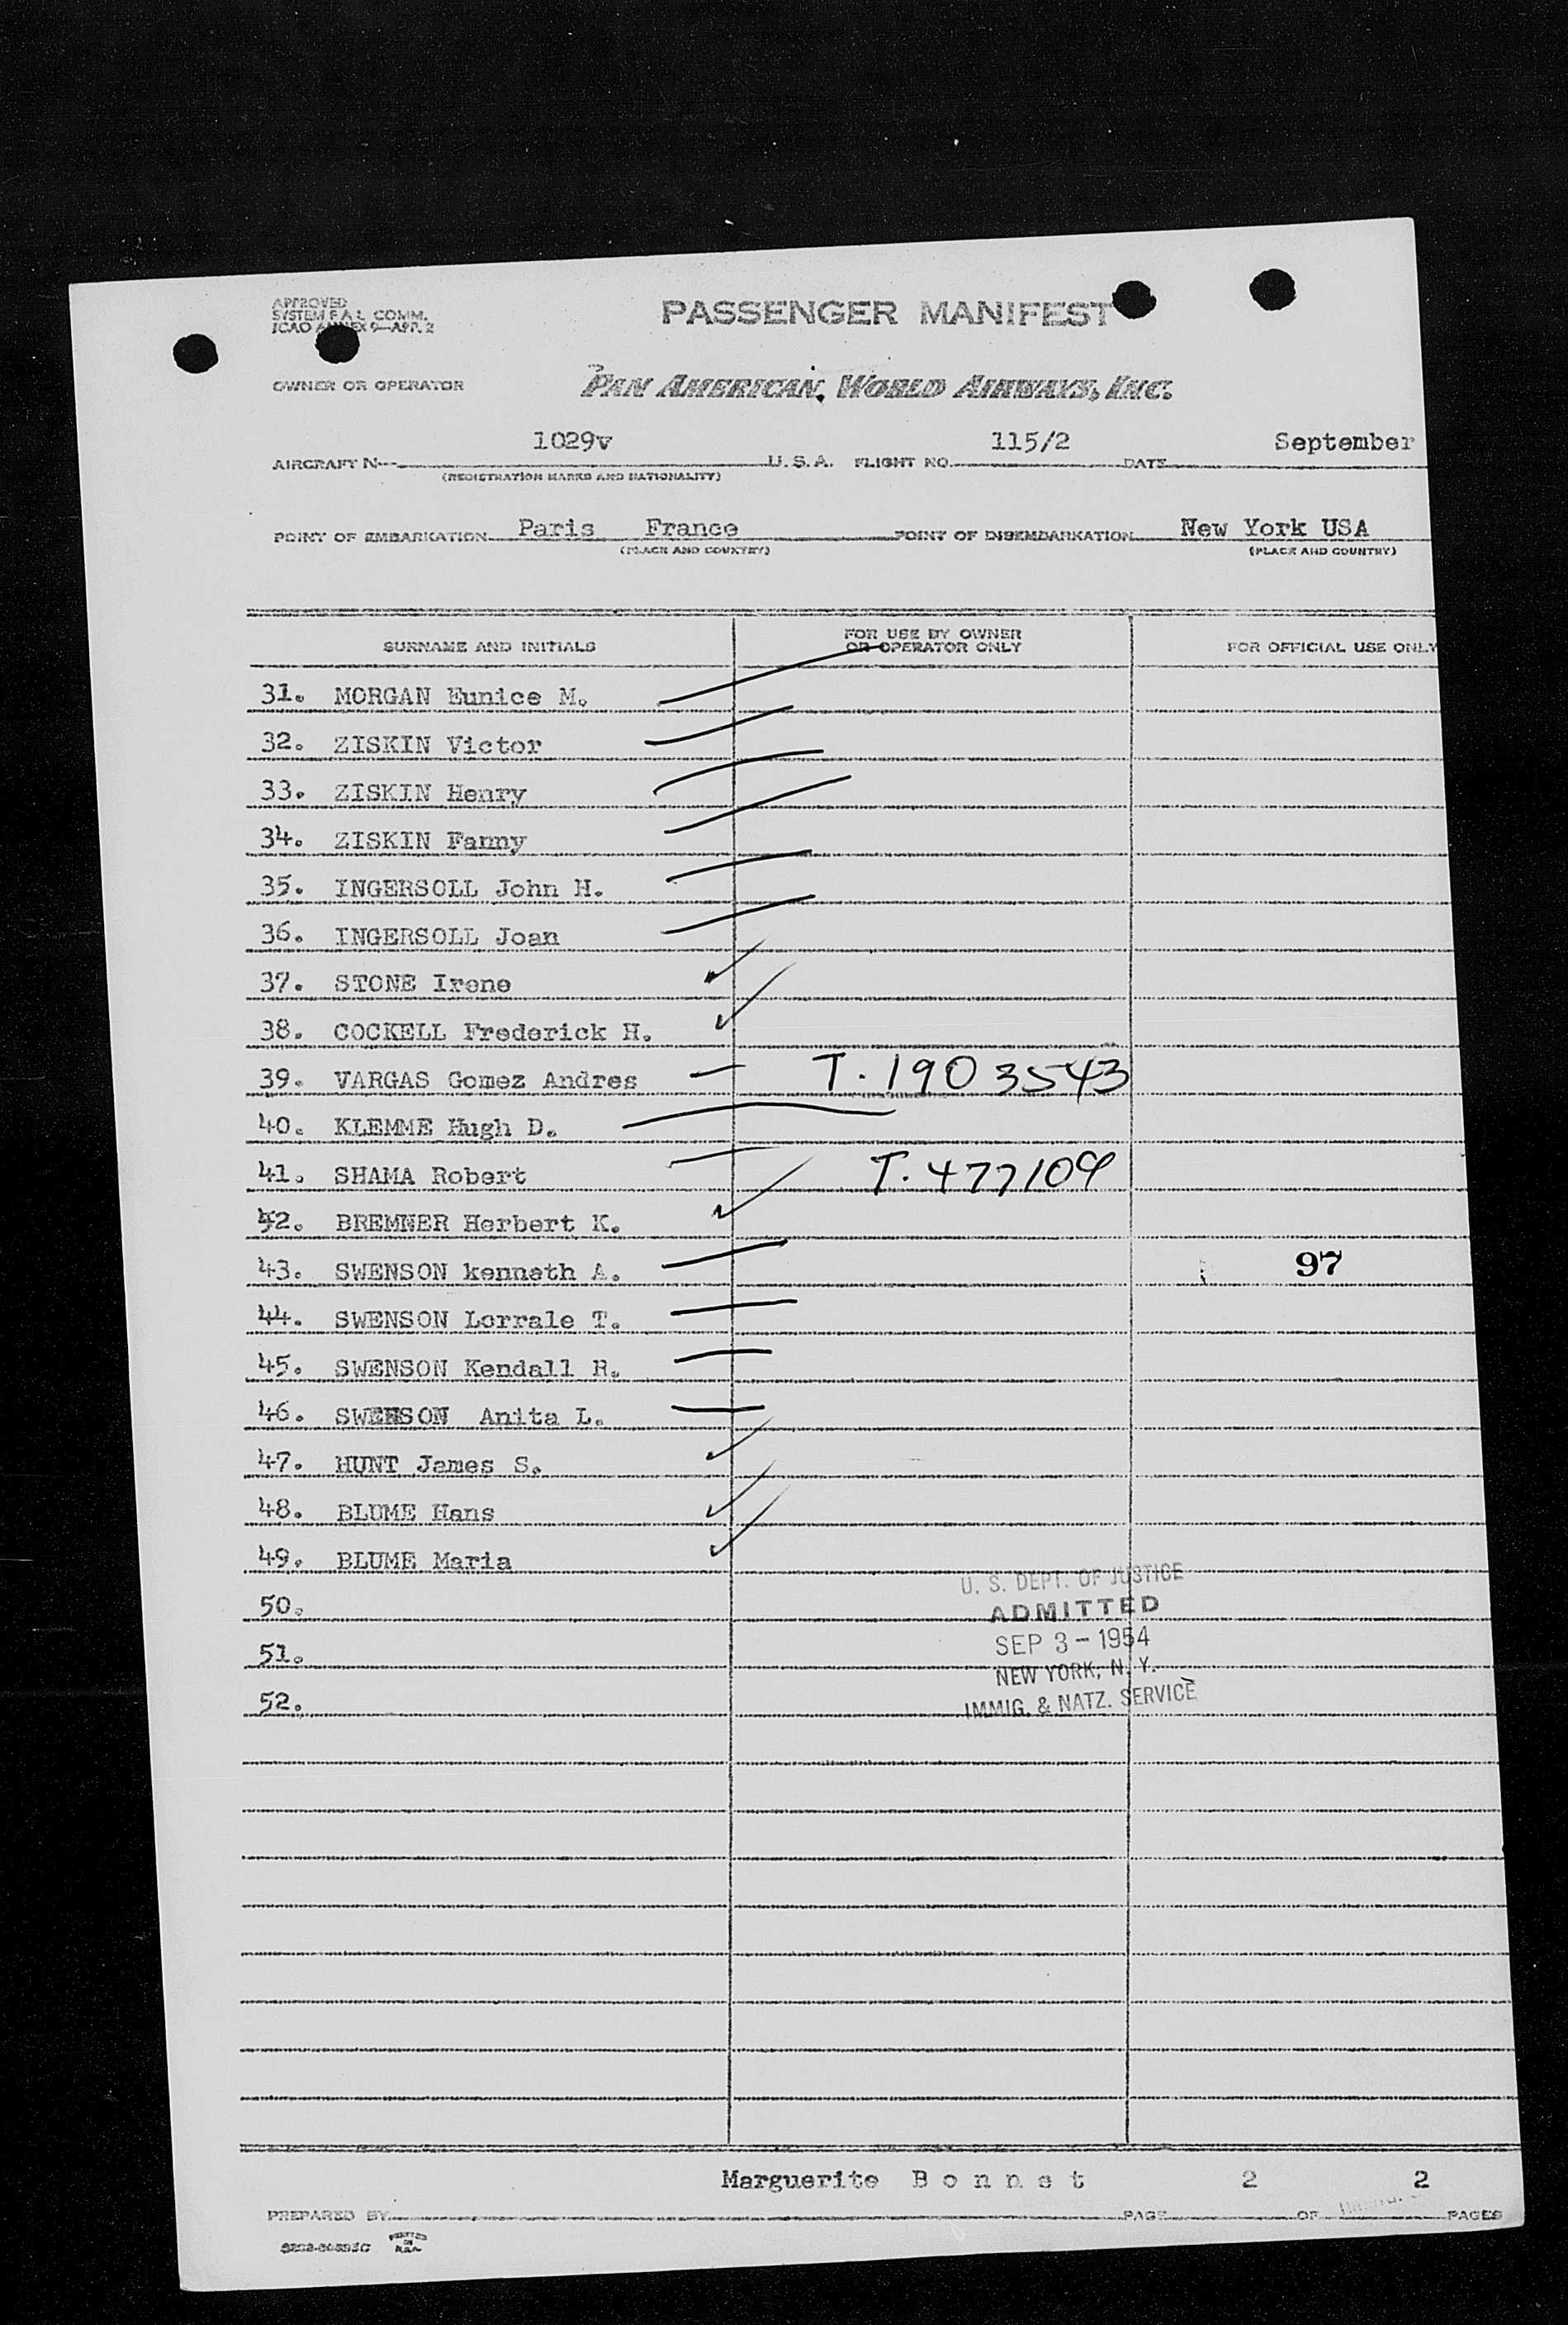 APPROVED
SYSTEM F A L COMM.
ICAO ANNEX 9—APP. 2
PASSENGER MANIFEST
OWNER OR OPERATOR
PAN AMERICAN WORLD AIRWAYS, INC.
AIRCRAFT N-- 1029v U.S.A. FLIGHT NO. 115/2 DATE September
(REGISTRATION MARKS AND NATIONALITY)
POINT OF EMBARKATION Paris France POINT OF DISEMBARKATION New York USA
(PLACE AND COUNTRY) (PLACE AND COUNTRY)
SURNAME AND INITIALS FOR USE BY OWNER OR OPERATOR ONLY FOR OFFICIAL USE ONLY
31. MORGAN Eunice M.
32. ZISKIN Victor
33. ZISKIN Henry
34. ZISKIN Fanny
35. INGERSOLL John H.
36. INGERSOLL Joan
37. STONE Irene
38. COCKELL Frederick H.
39. VARGAS Gomez Andres T. 1903543
40. KLEMME Hugh D.
41. SHAMA Robert T. 477109
42. BREMNER Herbert K.
43. SWENSON kenneth A. 97
44. SWENSON Lorrale T.
45. SWENSON Kendall R.
46. SWENSON Anita L.
47. HUNT James S.
48. BLUME Hans
49. BLUME Maria
U. S. DEPT. OF JUSTICE
50. ADMITTED
51. SEP 3 - 1954
NEW YORK, N. Y.
52. IMMIG. & NATZ. SERVICE
PREPARED BY Marguerite B o n n e t PAGE 2 OF 2 PAGES
PRINTED
IN